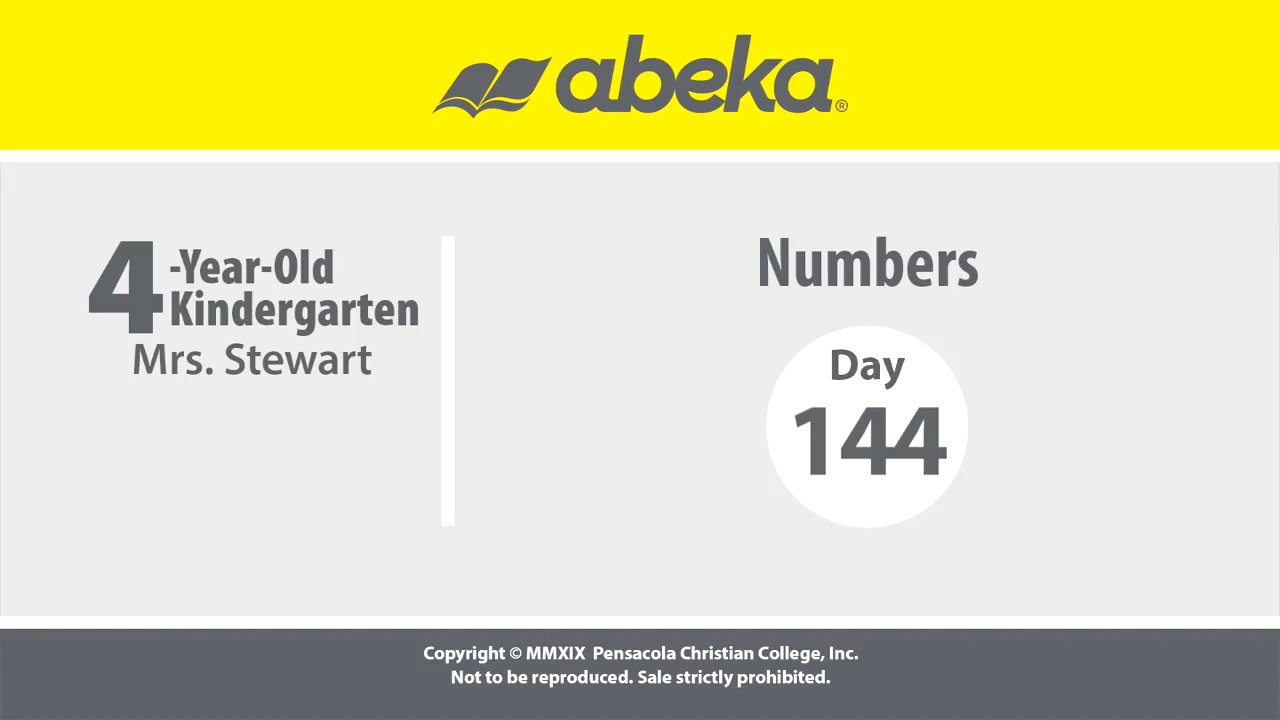 abeka®
4-Year-Old
Kindergarten
Mrs. Stewart
Numbers
Day
144
Copyright © MMXIX Pensacola Christian College, Inc.
Not to be reproduced. Sale strictly prohibited.